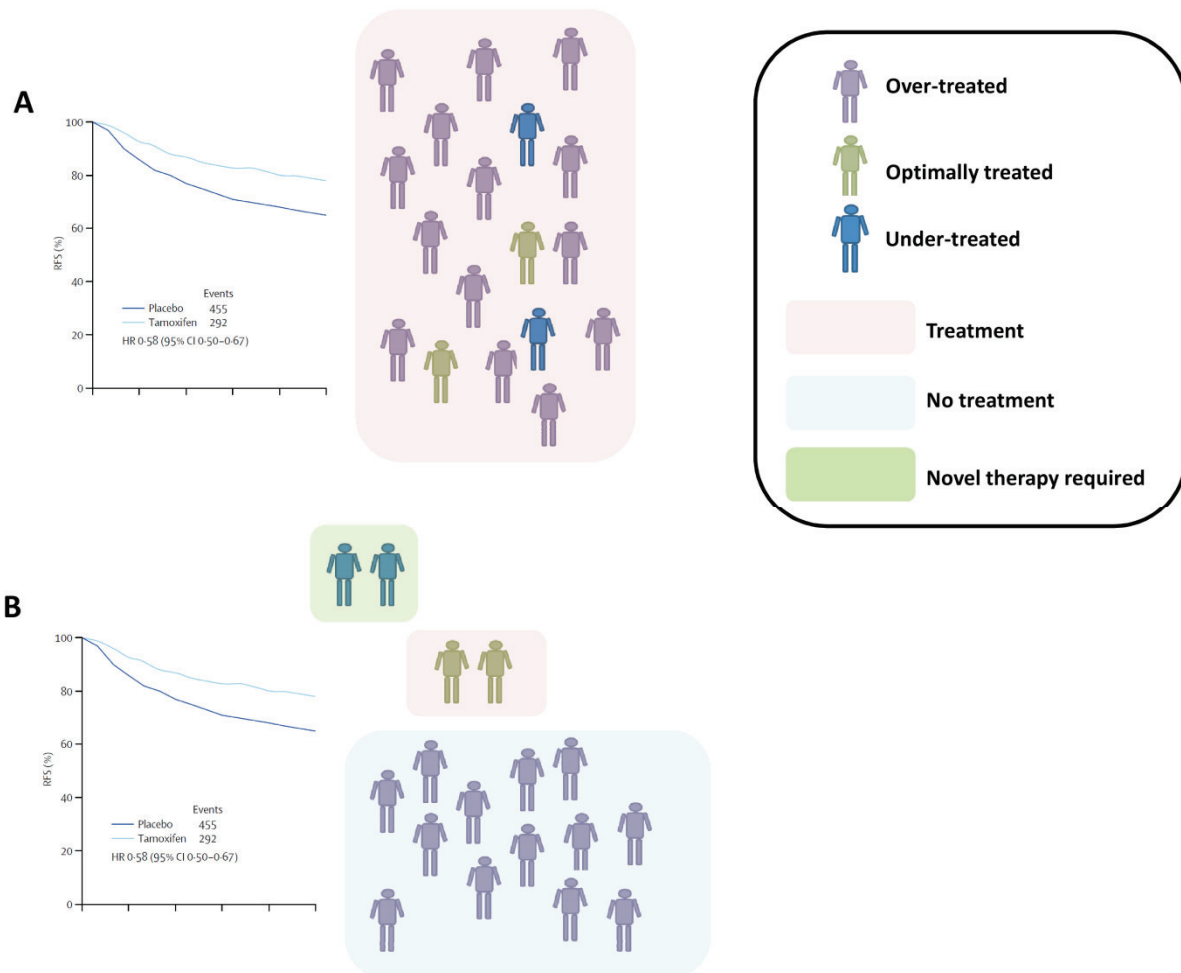 A
100
80
60
40
20
0
RFS (%)
Events
Placebo 455
Tamoxifen 292
HR 0·58 (95% CI 0·50–0·67)
Over-treated
Optimally treated
Under-treated
Treatment
No treatment
Novel therapy required
B
100
80
60
40
20
0
RFS (%)
Events
Placebo 455
Tamoxifen 292
HR 0·58 (95% CI 0·50–0·67)